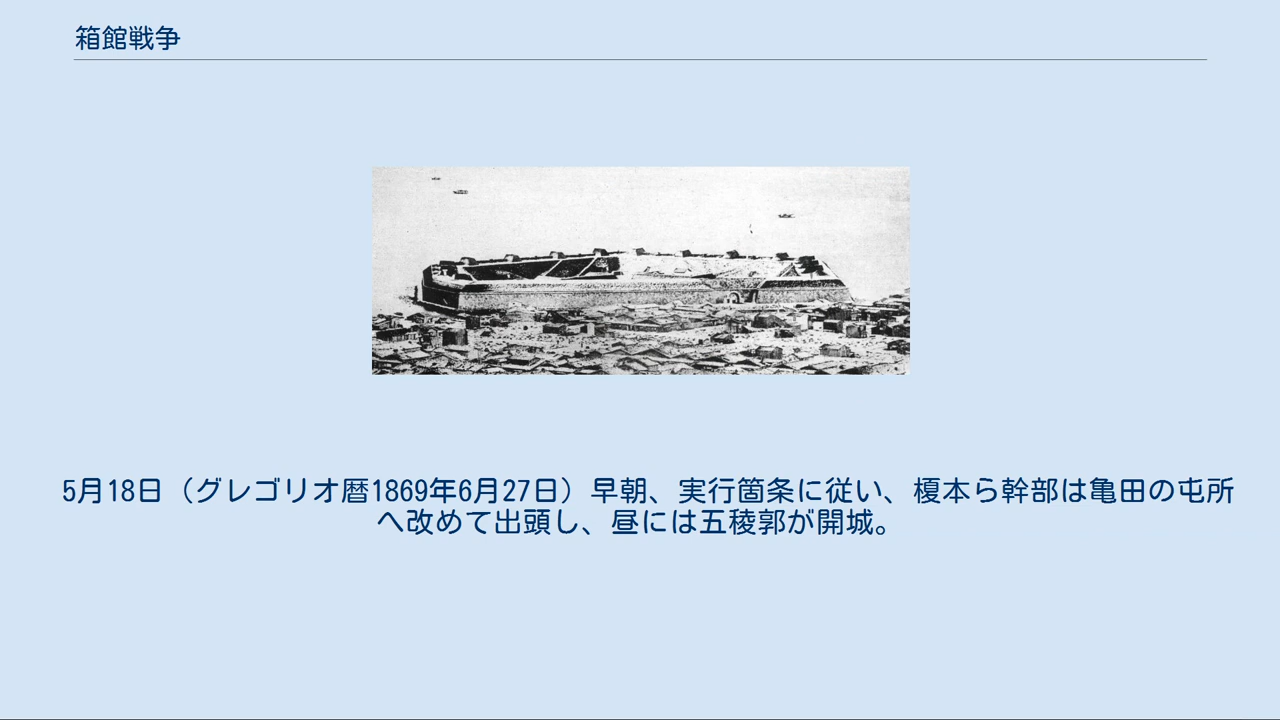 箱館戦争
5月18日（グレゴリオ暦1869年6月27日）早朝、実行箇条に従い、榎本ら幹部は亀田の屯所
へ改めて出頭し、昼には五稜郭が開城。